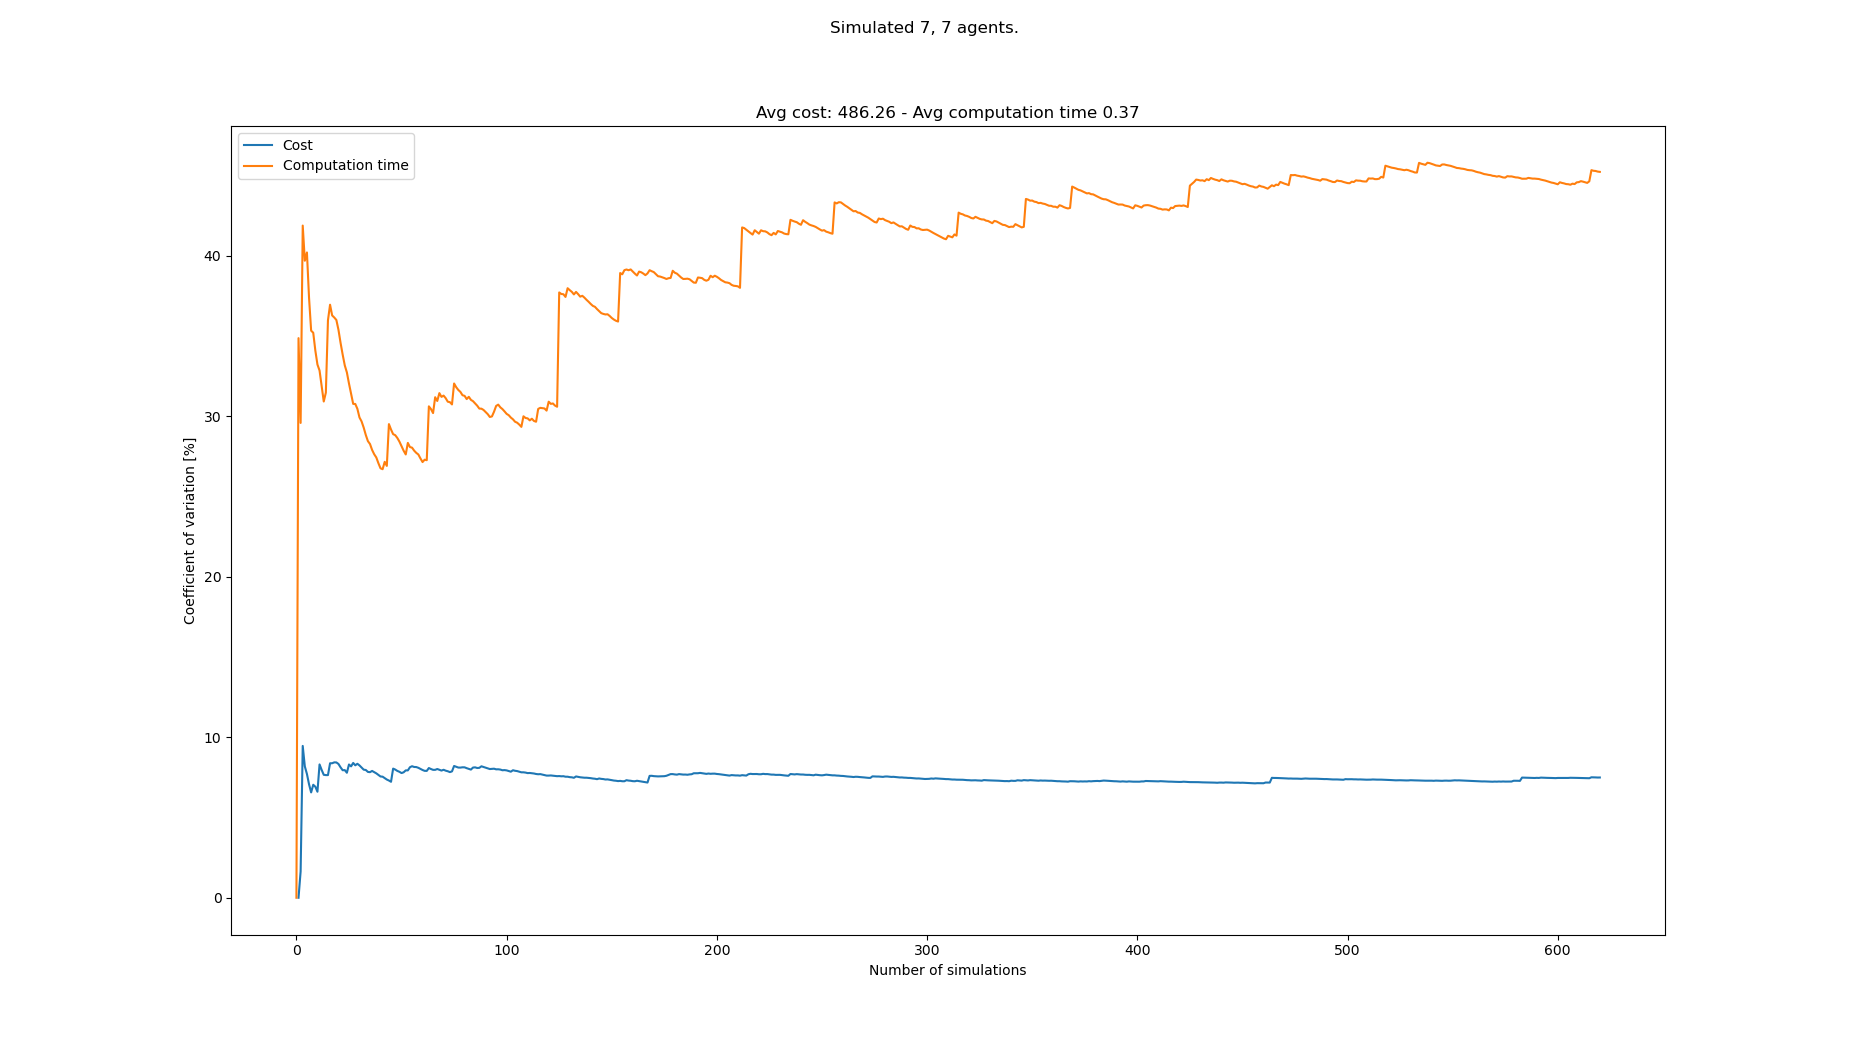 Simulated 7, 7 agents.
Avg cost: 486.26 - Avg computation time 0.37
Cost
Computation time
Coefficient of variation [%]
40
30
20
10
0
0 100 200 300 400 500 600
Number of simulations